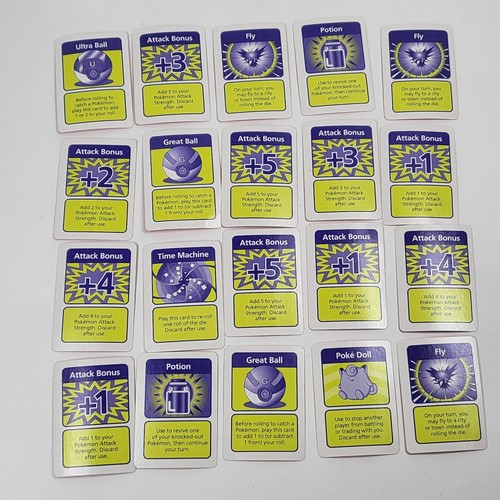 Ultra Ball
Before rolling to
catch a Pokémon,
play this card to add
1 or 2 to your roll.
Attack Bonus
+3
Add 3 to your
Pokémon Attack
Strength. Discard
after use.
Fly
On your turn, you
may fly to a city
or town instead of
rolling the die.
Potion
Use to revive one
of your knocked-out
Pokémon, then continue
your turn.
Fly
On your turn, you
may fly to a city
or town instead of
rolling the die.
Attack Bonus
+2
Add 2 to your
Pokémon Attack
Strength. Discard
after use.
Great Ball
Before rolling to catch a
Pokémon, play this card
to add 1 to (or subtract
1 from) your roll.
Attack Bonus
+5
Add 5 to your
Pokémon Attack
Strength. Discard
after use.
Attack Bonus
+3
Add 3 to your
Pokémon Attack
Strength. Discard
after use.
Attack Bonus
+1
Add 1 to your
Pokémon Attack
Strength. Discard
after use.
Attack Bonus
+4
Add 4 to your
Pokémon Attack
Strength. Discard
after use.
Time Machine
Play this card to re-roll
one roll of the die.
Discard after use.
Attack Bonus
+5
Add 5 to your
Pokémon Attack
Strength. Discard
after use.
Attack Bonus
+1
Add 1 to your
Pokémon Attack
Strength. Discard
after use.
Attack Bonus
+4
Add 4 to your
Pokémon Attack
Strength. Discard
after use.
Attack Bonus
+1
Add 1 to your
Pokémon Attack
Strength. Discard
after use.
Potion
Use to revive one
of your knocked-out
Pokémon, then continue
your turn.
Great Ball
Before rolling to catch a
Pokémon, play this card
to add 1 to (or subtract
1 from) your roll.
Poké Doll
Use to stop another
player from battling
or trading with you.
Discard after use.
Fly
On your turn, you
may fly to a city
or town instead of
rolling the die.